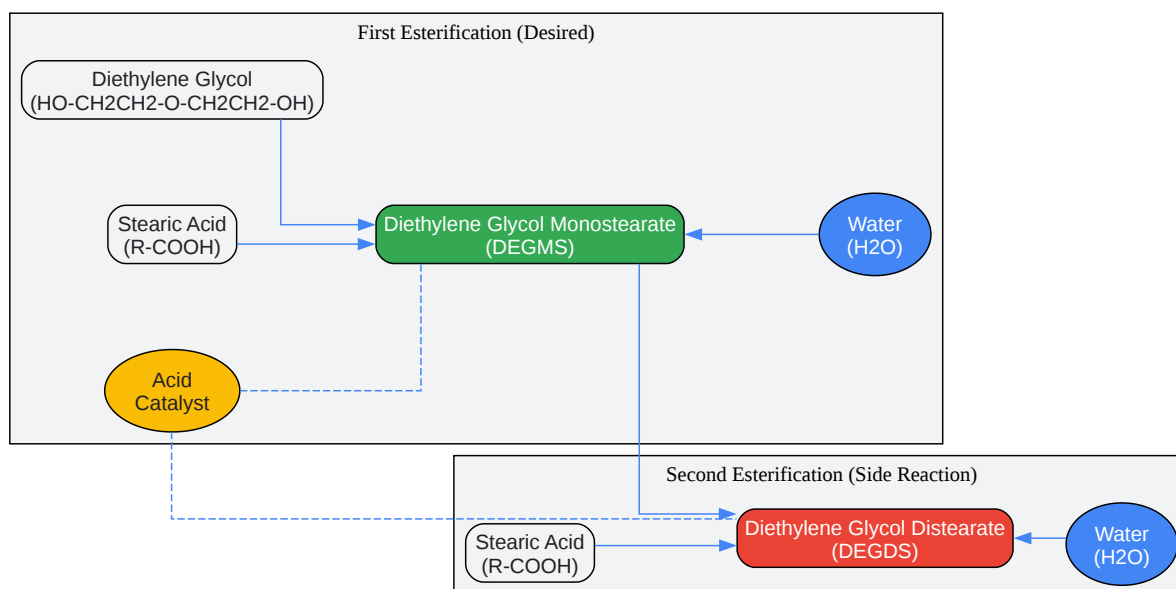 First Esterification (Desired)
Diethylene Glycol
(HO-CH2CH2-O-CH2CH2-OH)
Stearic Acid
(R-COOH)
Diethylene Glycol Monostearate
(DEGMS)
Water
(H2O)
Acid
Catalyst
Second Esterification (Side Reaction)
Stearic Acid
(R-COOH)
Diethylene Glycol Distearate
(DEGDS)
Water
(H2O)